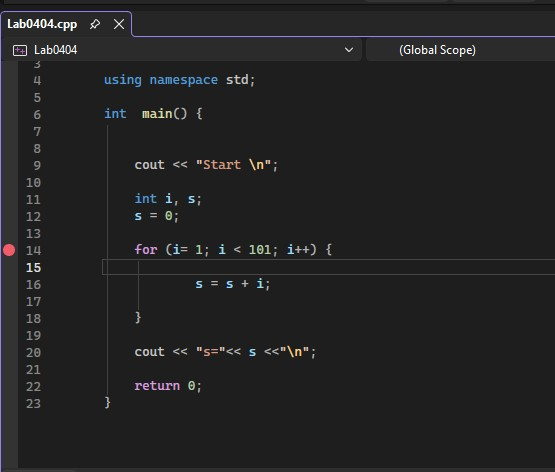 Lab0404.cpp
Lab0404 (Global Scope)
3
4 using namespace std;
5
6 int  main() {
7
8
9 cout << "Start \n";
10
11 int i, s;
12 s = 0;
13
14 for (i= 1; i < 101; i++) {
15
16 s = s + i;
17
18 }
19
20 cout << "s="<< s <<"\n";
21
22 return 0;
23 }